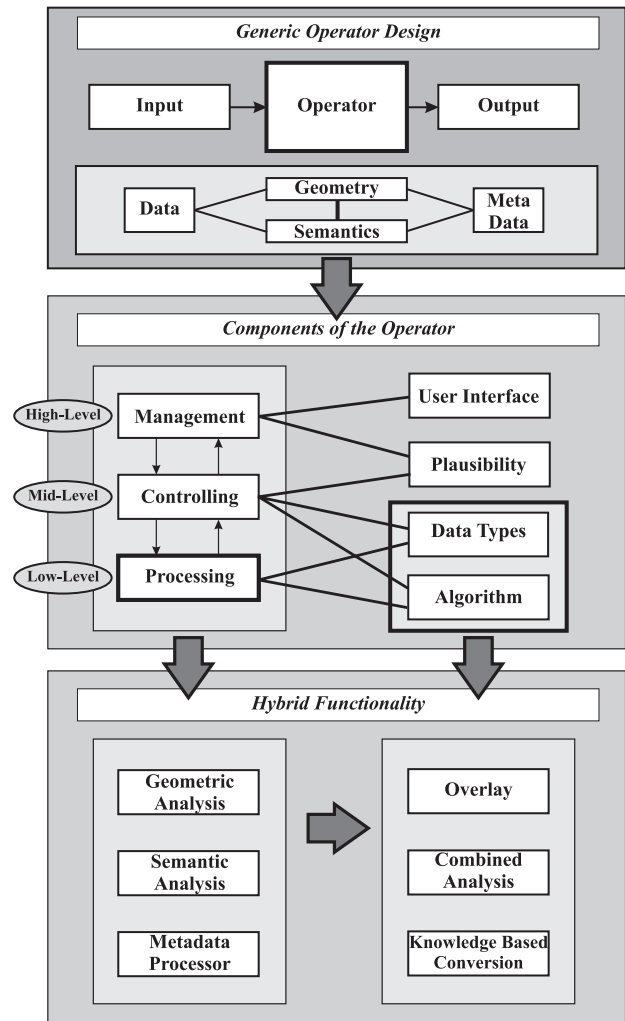 Generic Operator Design
Input
Operator
Output
Data
Geometry
Semantics
Meta
Data
Components of the Operator
High-Level
Management
User Interface
Plausibility
Mid-Level
Controlling
Data Types
Low-Level
Processing
Algorithm
Hybrid Functionality
Geometric
Analysis
Semantic
Analysis
Metadata
Processor
Overlay
Combined
Analysis
Knowledge Based
Conversion